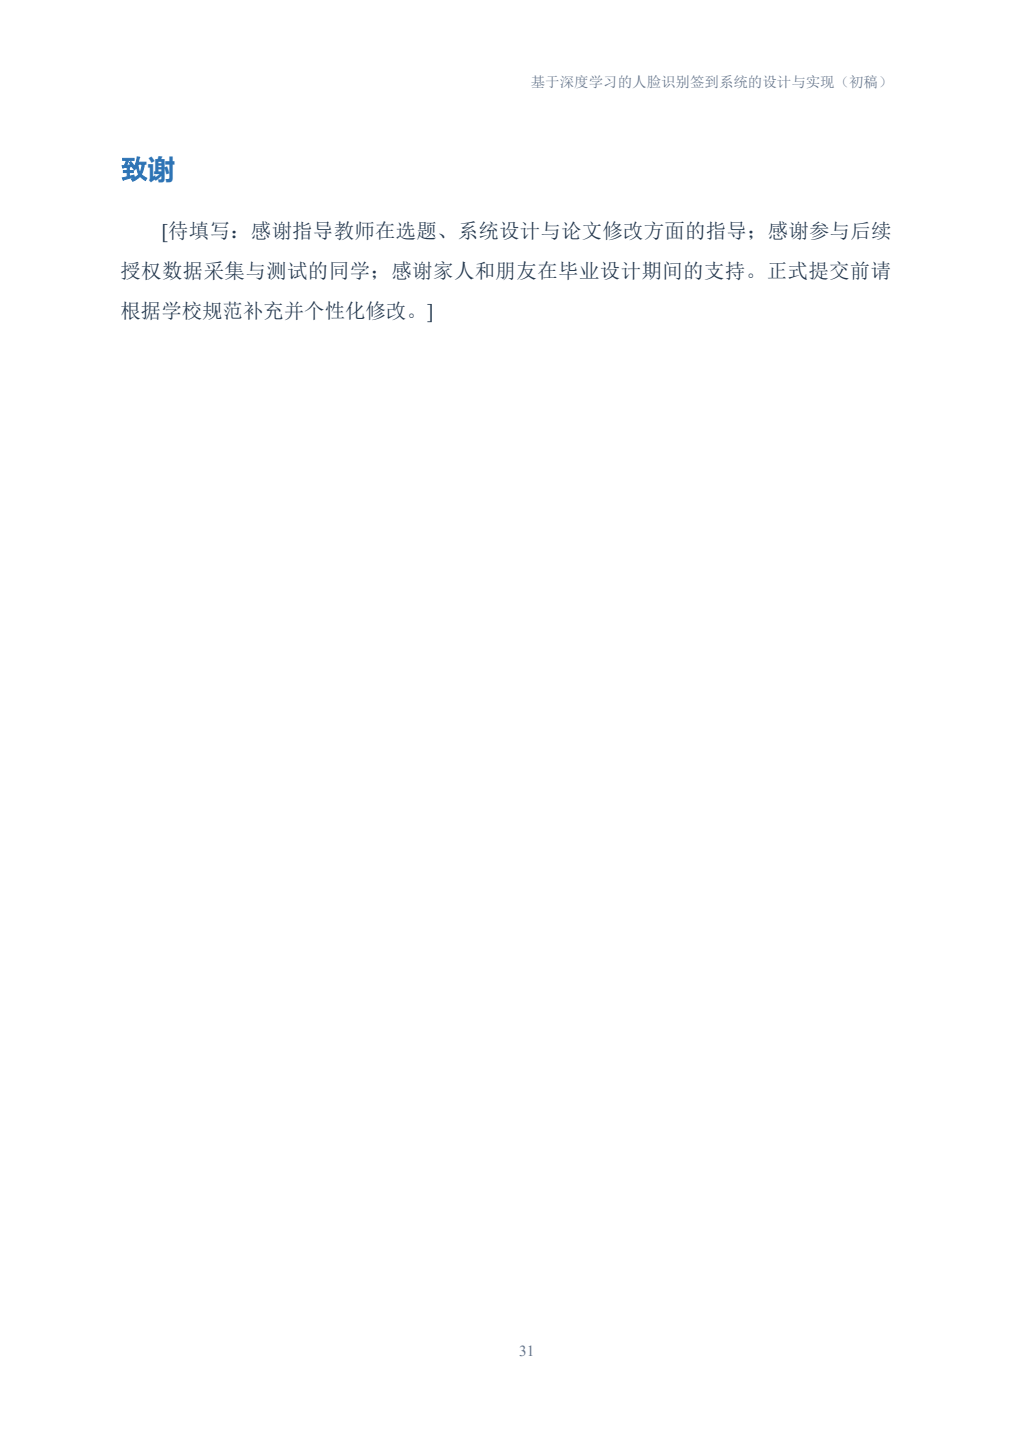 基于深度学习的人脸识别签到系统的设计与实现（初稿）
致谢
[待填写：感谢指导教师在选题、系统设计与论文修改方面的指导；感谢参与后续
授权数据采集与测试的同学；感谢家人和朋友在毕业设计期间的支持。正式提交前请
根据学校规范补充并个性化修改。]
31